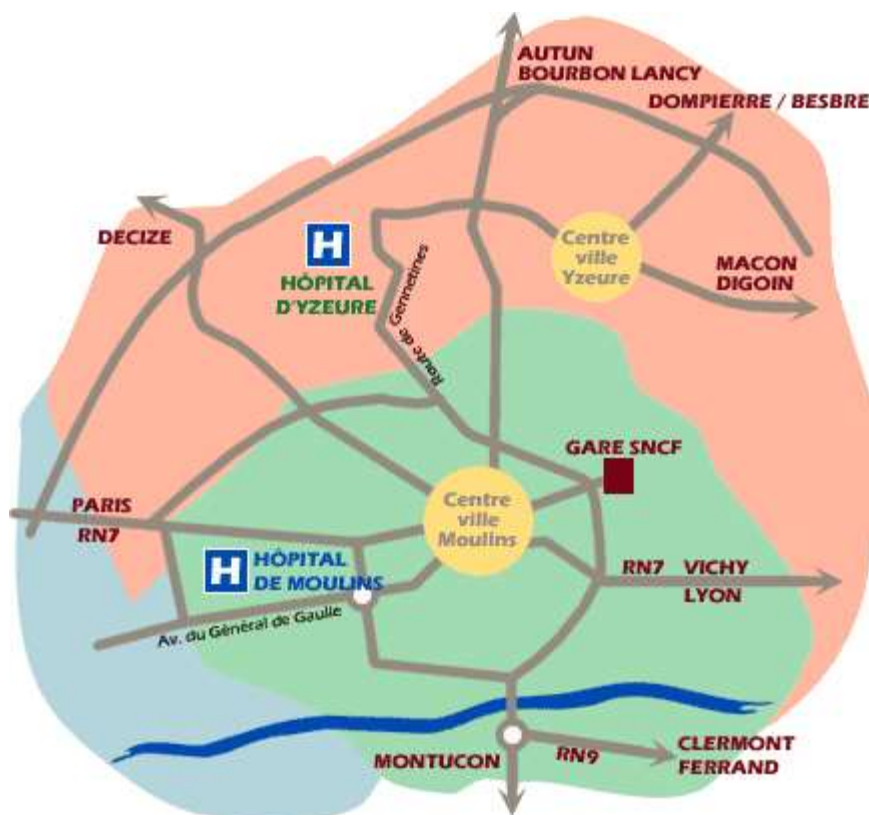 AUTUN
BOURBON LANCY
DOMPIERRE / BESBRE
DECIZE
H
HÔPITAL
D'YZEURE
Route de Gennetines
Centre
ville
Yzeure
MACON
DIGOIN
GARE SNCF
PARIS
RN7
Centre
ville
Moulins
H
HÔPITAL
DE MOULINS
RN7 VICHY
LYON
Av. du Général de Gaulle
MONTUCON
RN9
CLERMONT
FERRAND